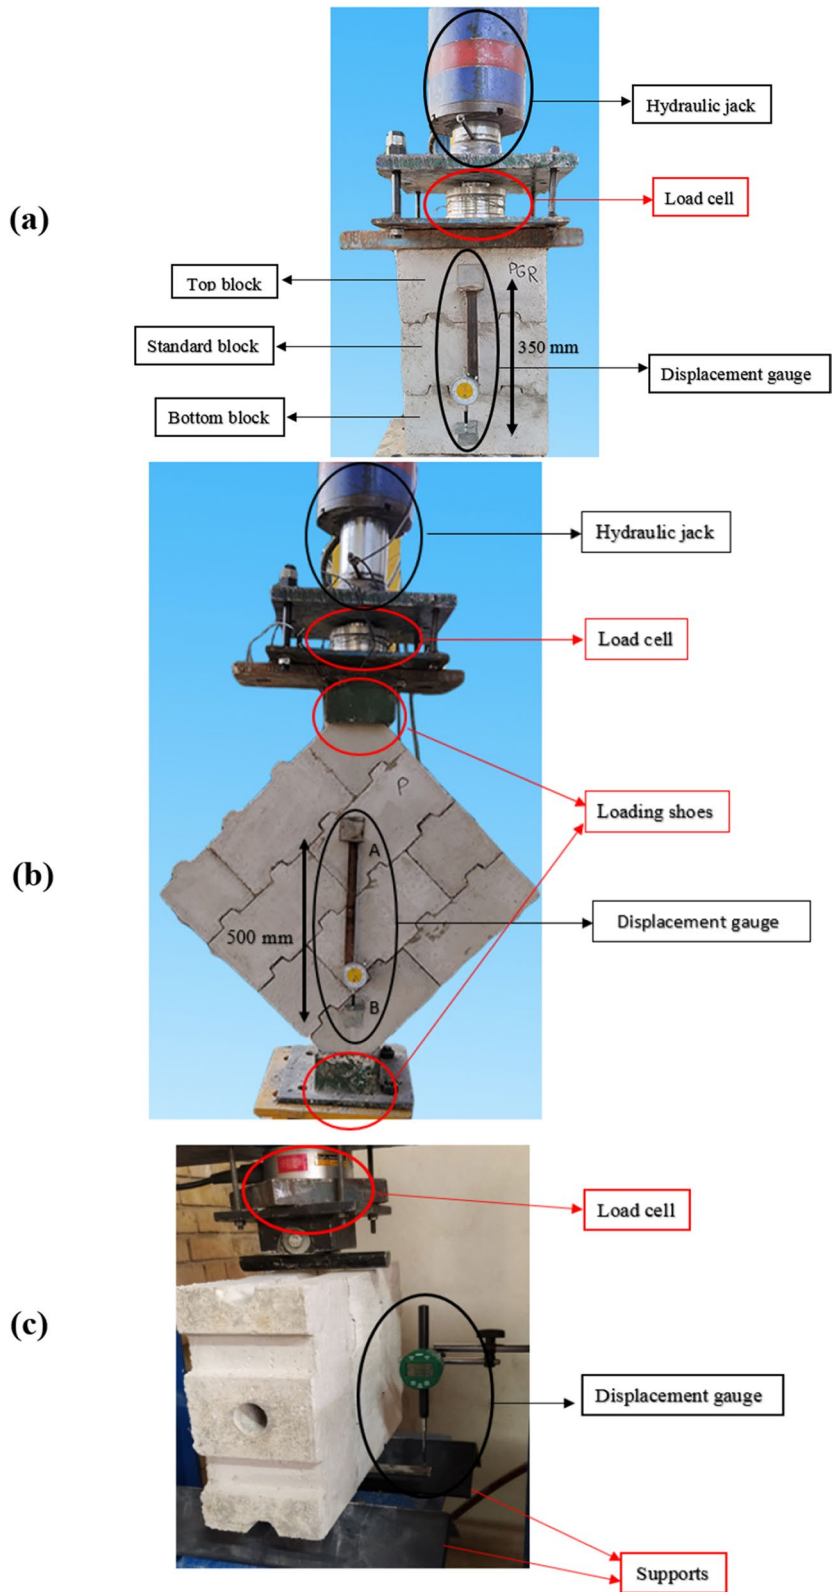 Hydraulic jack
(a)
Load cell
PGR
Top block
350 mm
Standard block
Displacement gauge
Bottom block
Hydraulic jack
Load cell
P
Loading shoes
A
(b)
500 mm
Displacement gauge
B
Load cell
(c)
Displacement gauge
Supports